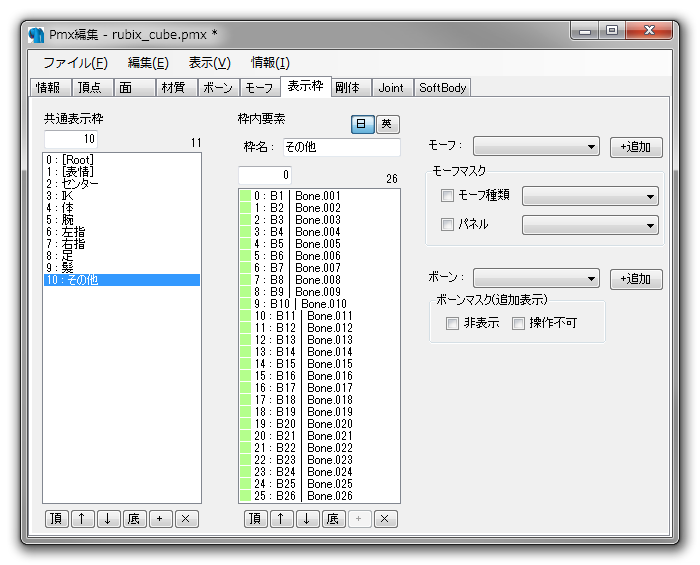 Pmx編集 - rubix_cube.pmx *
ファイル(F) 編集(E) 表示(V) 情報(I)
情報 頂点 面 材質 ボーン モーフ 表示枠 剛体 Joint SoftBody
共通表示枠
10 11
0 : [Root]
1 : [表情]
2 : センター
3 : IK
4 : 体
5 : 腕
6 : 左指
7 : 右指
8 : 足
9 : 髪
10 : その他
頂 ↑ ↓ 底 + ×
枠内要素 日 英
枠名 : その他
0 26
0 : B1 | Bone.001
1 : B2 | Bone.002
2 : B3 | Bone.003
3 : B4 | Bone.004
4 : B5 | Bone.005
5 : B6 | Bone.006
6 : B7 | Bone.007
7 : B8 | Bone.008
8 : B9 | Bone.009
9 : B10 | Bone.010
10 : B11 | Bone.011
11 : B12 | Bone.012
12 : B13 | Bone.013
13 : B14 | Bone.014
14 : B15 | Bone.015
15 : B16 | Bone.016
16 : B17 | Bone.017
17 : B18 | Bone.018
18 : B19 | Bone.019
19 : B20 | Bone.020
20 : B21 | Bone.021
21 : B22 | Bone.022
22 : B23 | Bone.023
23 : B24 | Bone.024
24 : B25 | Bone.025
25 : B26 | Bone.026
頂 ↑ ↓ 底 + ×
モーフ : +追加
モーフマスク
モーフ種類
パネル
ボーン : +追加
ボーンマスク(追加表示)
非表示 操作不可